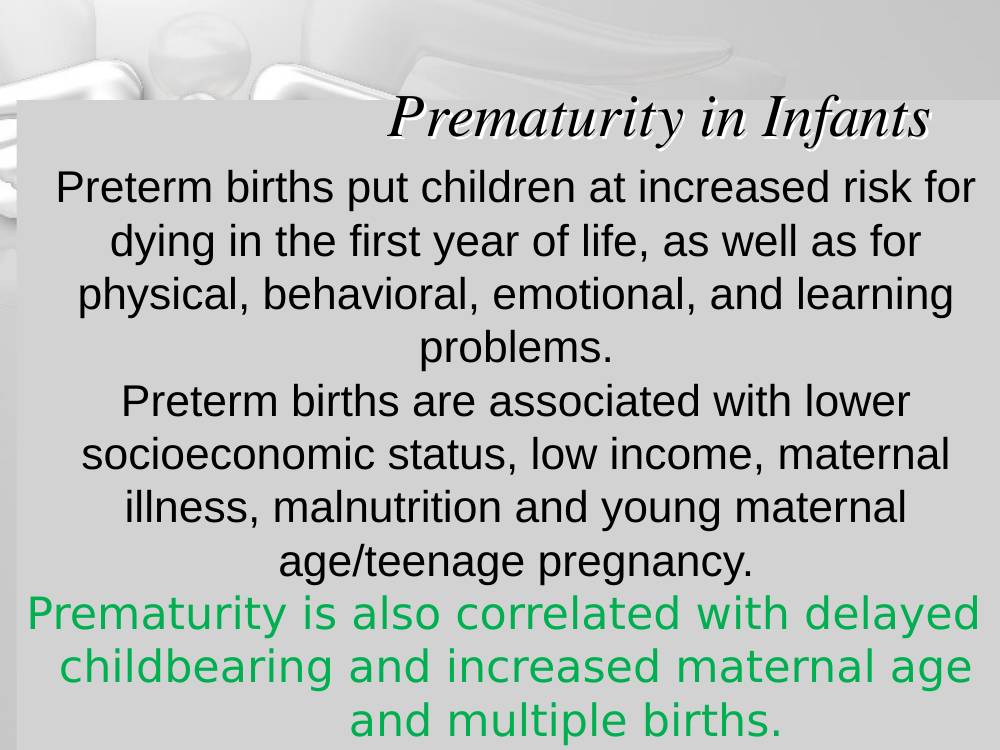 Prematurity in Infants
Preterm births put children at increased risk for
dying in the first year of life, as well as for
physical, behavioral, emotional, and learning
problems.
Preterm births are associated with lower
socioeconomic status, low income, maternal
illness, malnutrition and young maternal
age/teenage pregnancy.
Prematurity is also correlated with delayed
childbearing and increased maternal age
and multiple births.